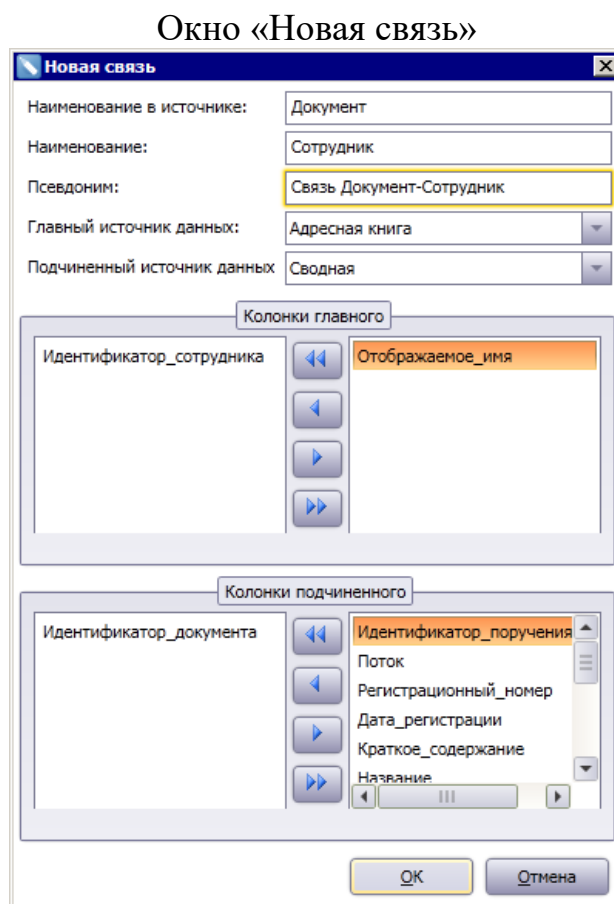 Окно «Новая связь»
Новая связь
Наименование в источнике: Документ
Наименование: Сотрудник
Псевдоним: Связь Документ-Сотрудник
Главный источник данных: Адресная книга
Подчиненный источник данных Сводная
Колонки главного
Идентификатор_сотрудника Отображаемое_имя
Колонки подчиненного
Идентификатор_документа Идентификатор_поручения
Поток
Регистрационный_номер
Дата_регистрации
Краткое_содержание
Название
OK Отмена